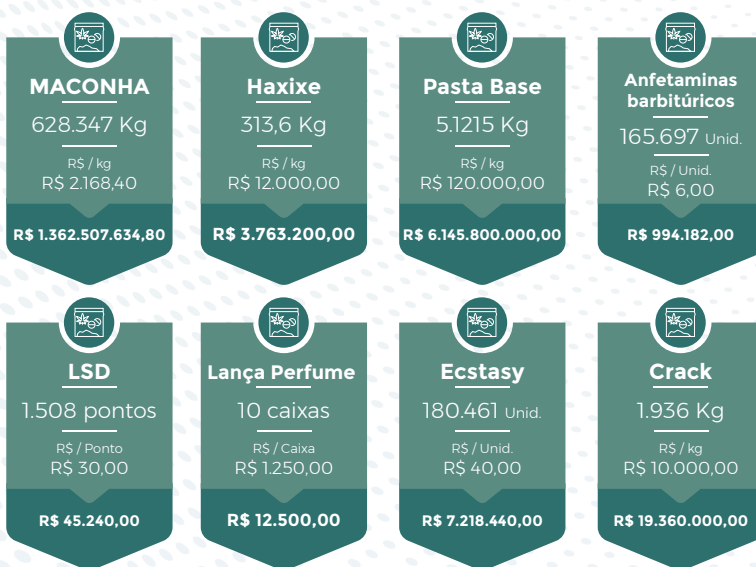 MACONHA
628.347 Kg
R$ / kg
R$ 2.168,40
R$ 1.362.507.634,80
Haxixe
313,6 Kg
R$ / kg
R$ 12.000,00
R$ 3.763.200,00
Pasta Base
5.1215 Kg
R$ / kg
R$ 120.000,00
R$ 6.145.800.000,00
Anfetaminas
barbitúricos
165.697 Unid.
R$ / Unid.
R$ 6,00
R$ 994.182,00
LSD
1.508 pontos
R$ / Ponto
R$ 30,00
R$ 45.240,00
Lança Perfume
10 caixas
R$ / Caixa
R$ 1.250,00
R$ 12.500,00
Ecstasy
180.461 Unid.
R$ / Unid.
R$ 40,00
R$ 7.218.440,00
Crack
1.936 Kg
R$ / kg
R$ 10.000,00
R$ 19.360.000,00